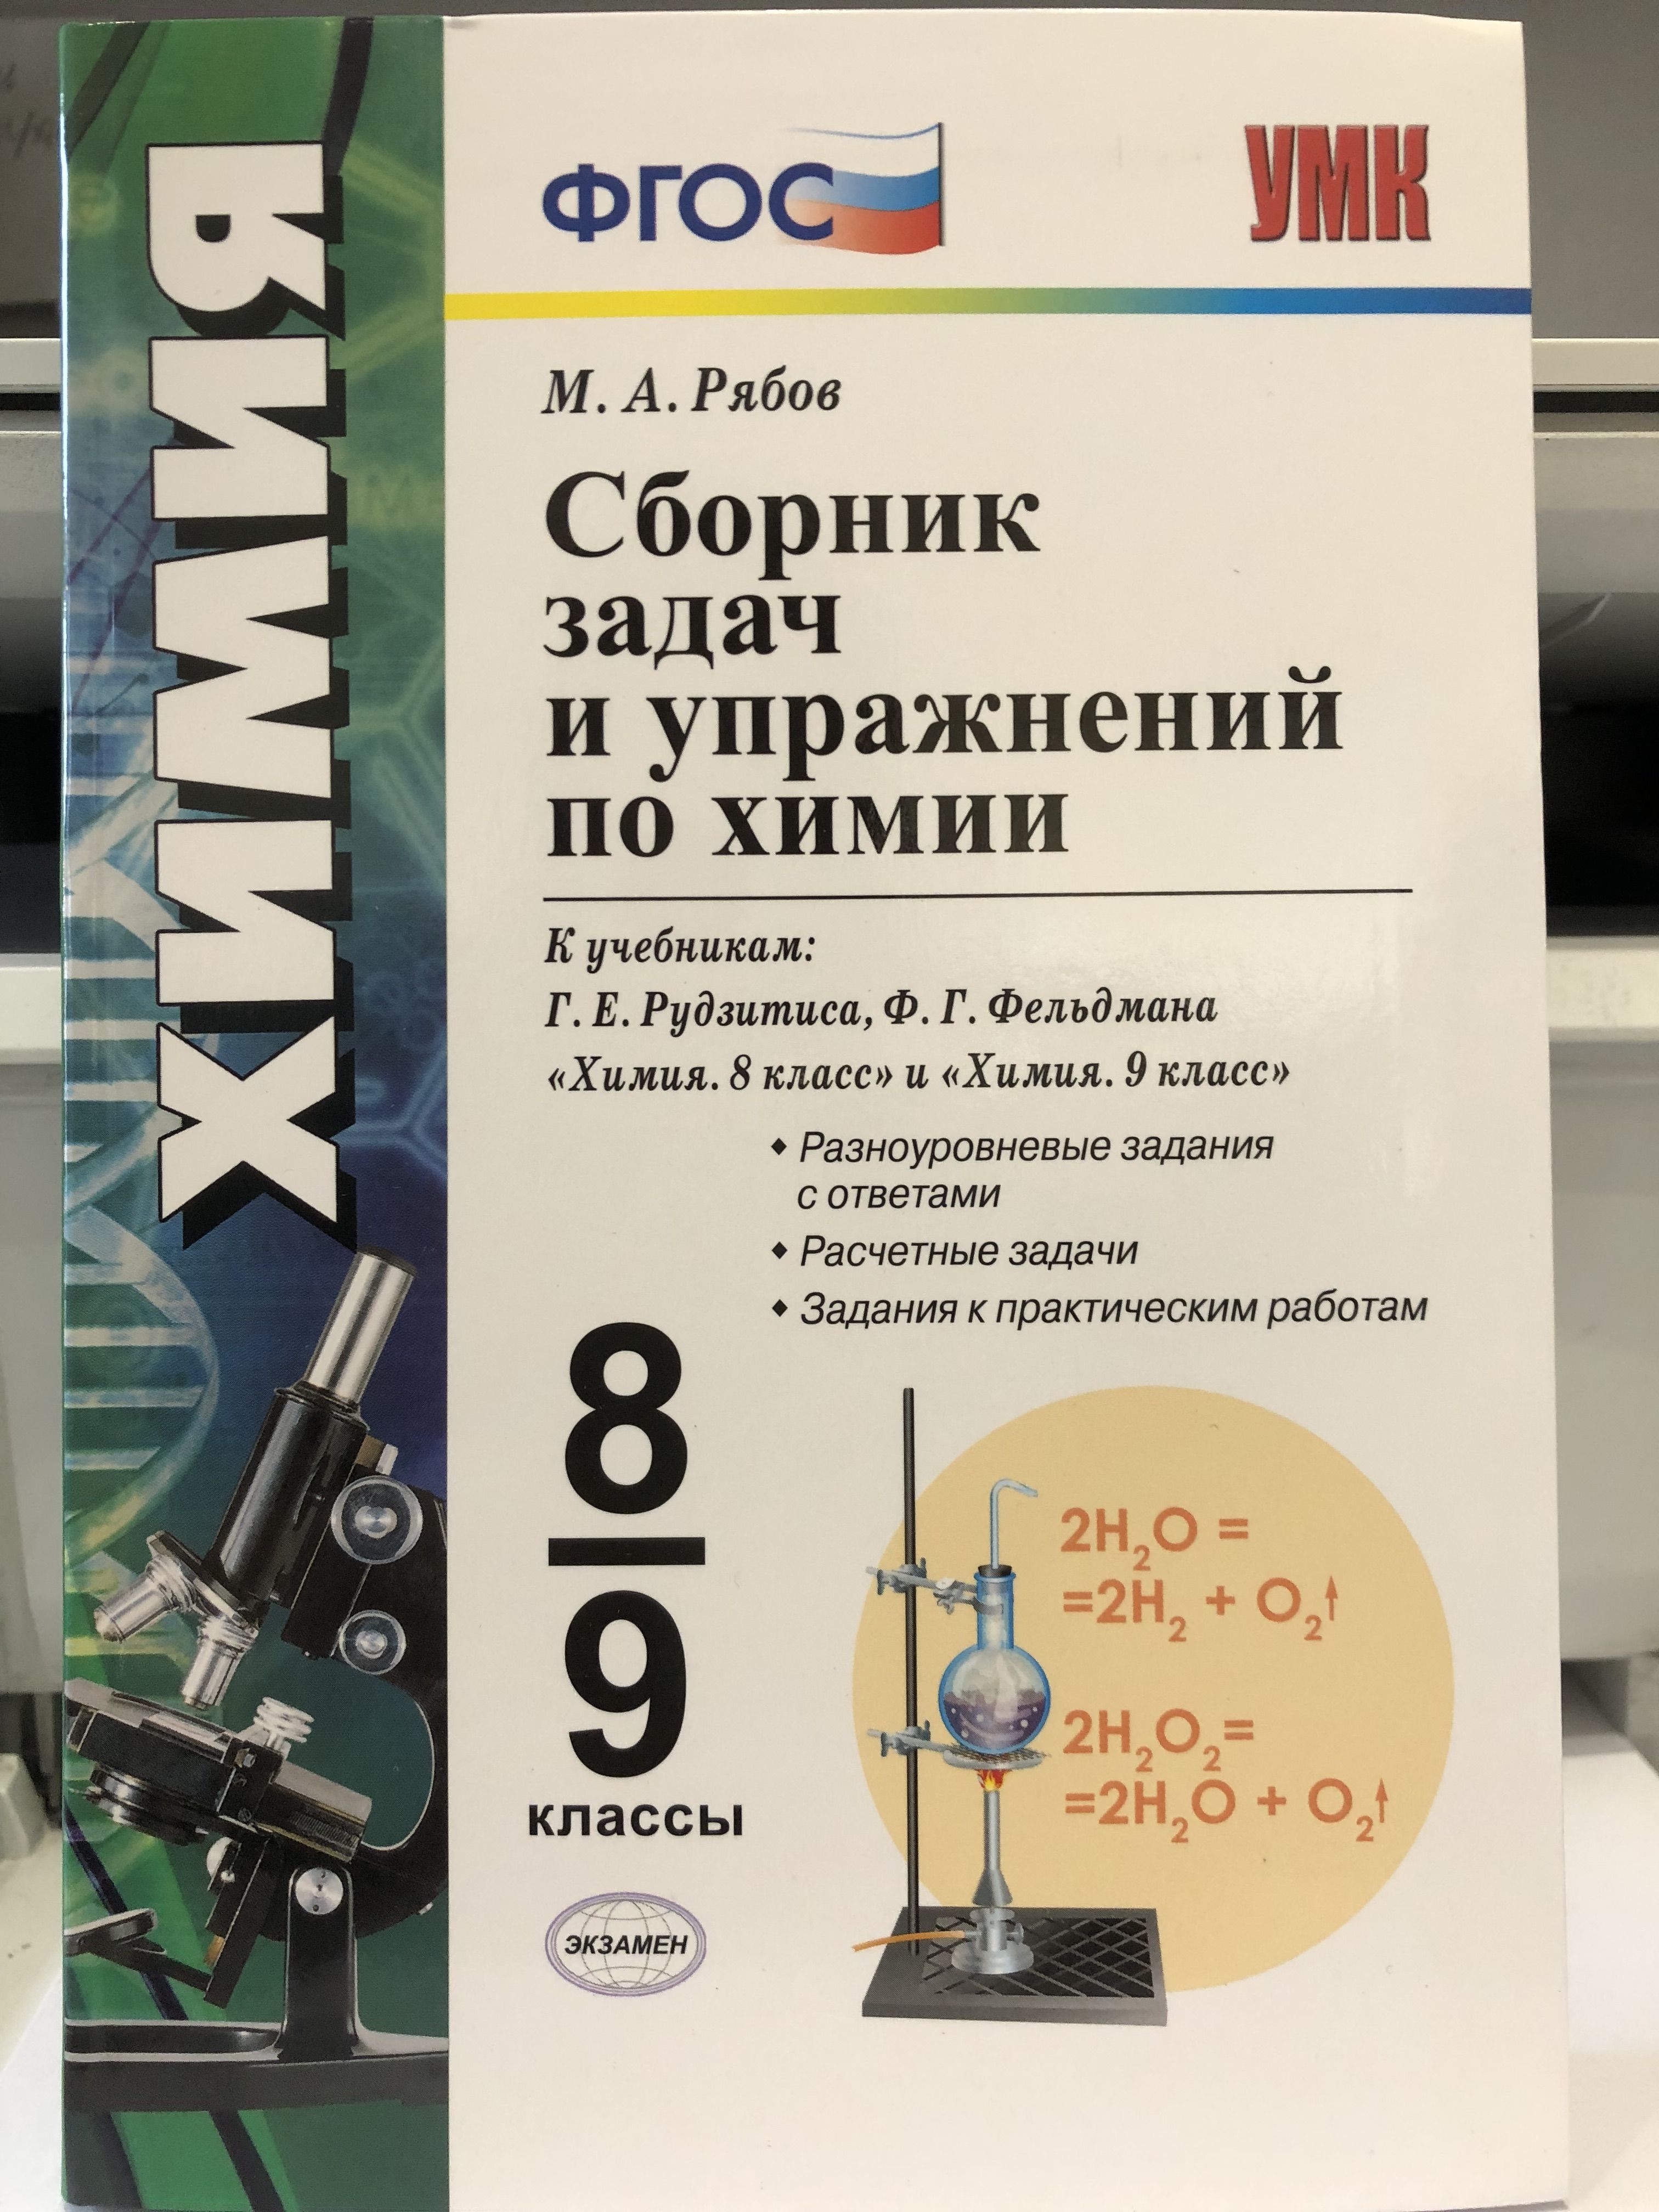 ХИМИЯ
ФГОС
УМК
М. А. Рябов
Сборник
задач
и упражнений
по химии
К учебникам:
Г. Е. Рудзитиса, Ф. Г. Фельдмана
«Химия. 8 класс» и «Химия. 9 класс»
♦ Разноуровневые задания
с ответами
♦ Расчетные задачи
♦ Задания к практическим работам
8
9
классы
2H₂O =
=2H₂ + O₂↑
2H₂O₂=
=2H₂O + O₂↑
ЭКЗАМЕН